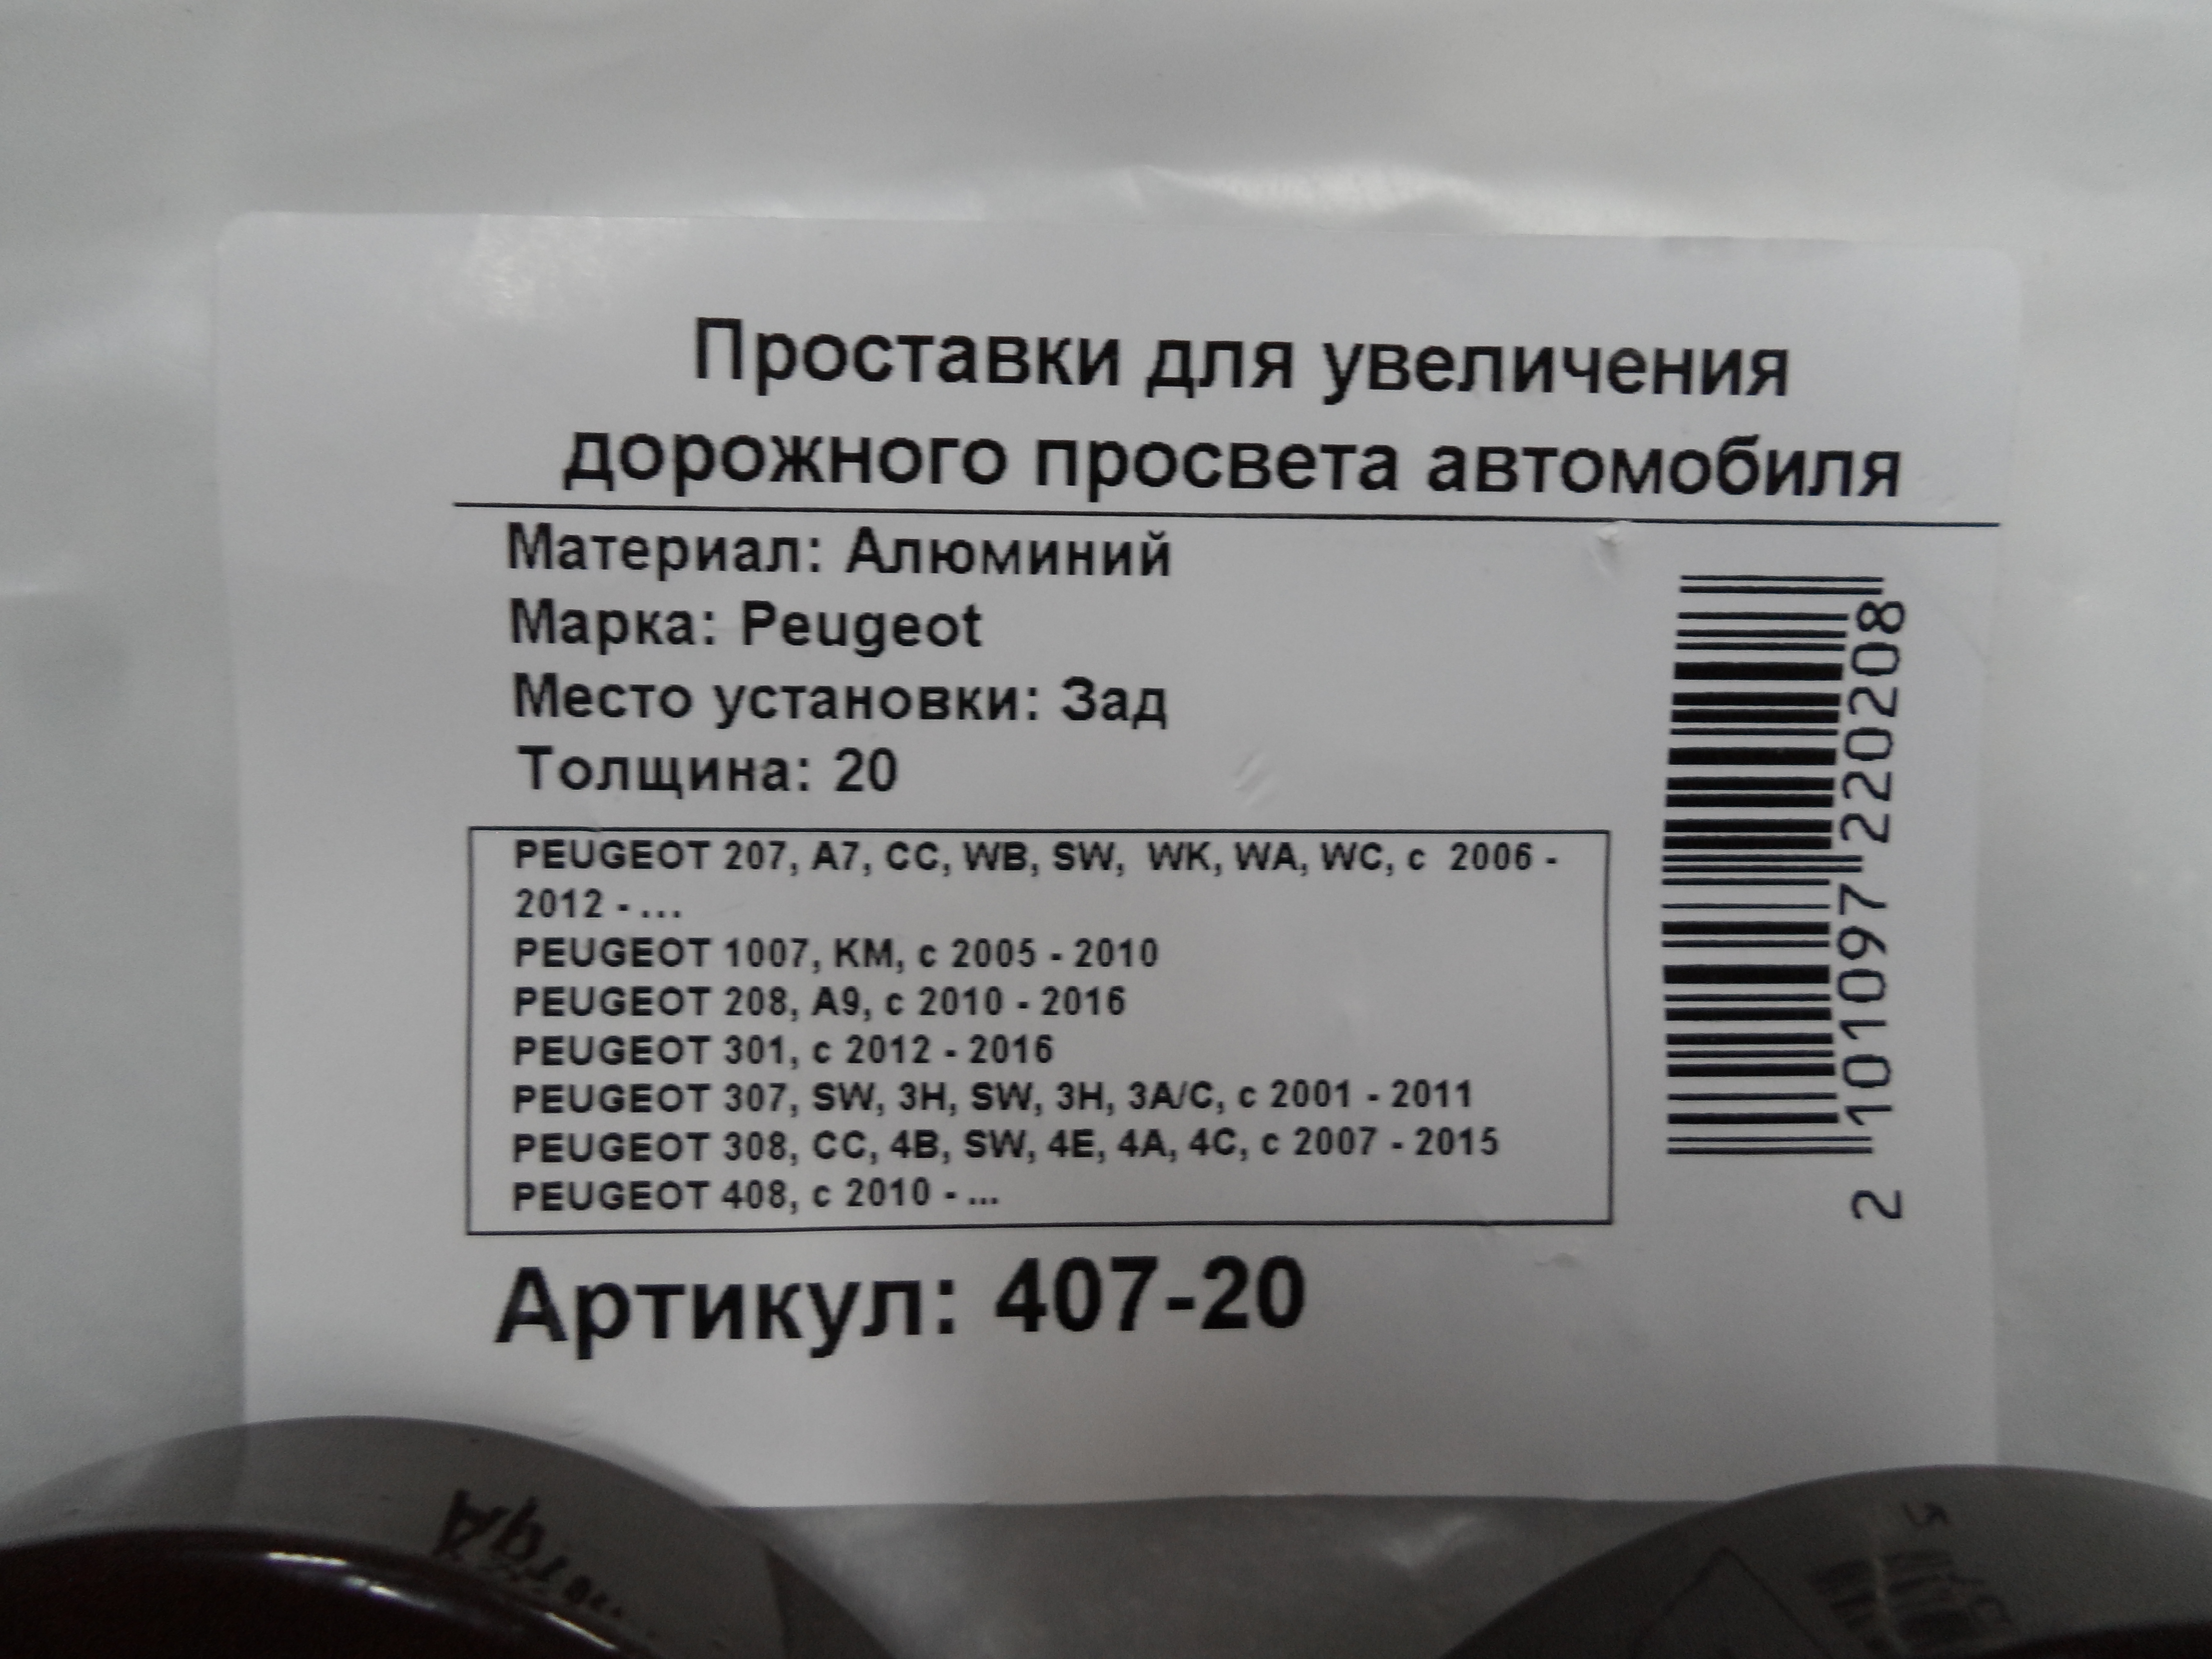 Проставки для увеличения
дорожного просвета автомобиля
Материал: Алюминий
Марка: Peugeot
Место установки: Зад
Толщина: 20
PEUGEOT 207, A7, CC, WB, SW, WK, WA, WC, с 2006 -
2012 - ...
PEUGEOT 1007, KM, с 2005 - 2010
PEUGEOT 208, A9, с 2010 - 2016
PEUGEOT 301, с 2012 - 2016
PEUGEOT 307, SW, 3H, SW, 3H, 3A/C, с 2001 - 2011
PEUGEOT 308, CC, 4B, SW, 4E, 4A, 4C, с 2007 - 2015
PEUGEOT 408, с 2010 - ...
Артикул: 407-20
2 101097 220208